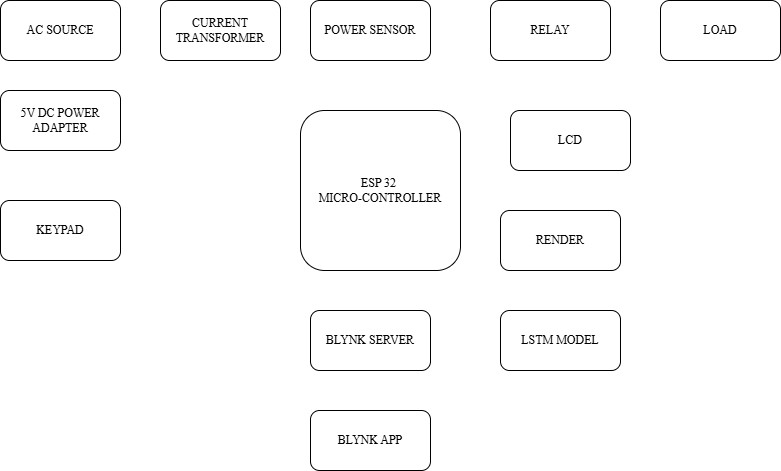 AC SOURCE
CURRENT
TRANSFORMER
POWER SENSOR
RELAY
LOAD
5V DC POWER
ADAPTER
LCD
ESP 32
MICRO-CONTROLLER
KEYPAD
RENDER
BLYNK SERVER
LSTM MODEL
BLYNK APP